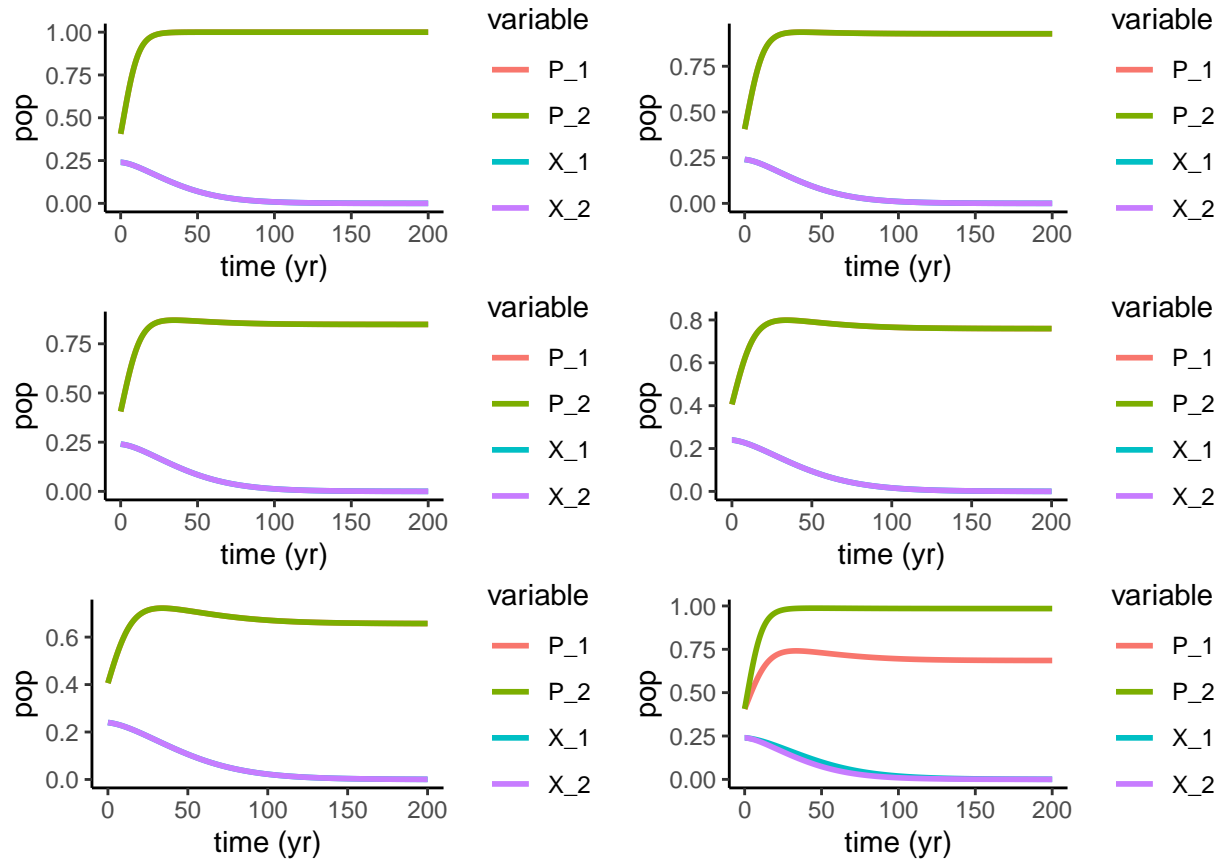 variable
1.00
0.75
0.50
0.25
0.00
pop
0 50 100 150 200
time (yr)
P_1
P_2
X_1
X_2
variable
0.75
0.50
0.25
0.00
pop
0 50 100 150 200
time (yr)
P_1
P_2
X_1
X_2
variable
0.75
0.50
0.25
0.00
pop
0 50 100 150 200
time (yr)
P_1
P_2
X_1
X_2
variable
0.8
0.6
0.4
0.2
0.0
pop
0 50 100 150 200
time (yr)
P_1
P_2
X_1
X_2
variable
0.6
0.4
0.2
0.0
pop
0 50 100 150 200
time (yr)
P_1
P_2
X_1
X_2
variable
1.00
0.75
0.50
0.25
0.00
pop
0 50 100 150 200
time (yr)
P_1
P_2
X_1
X_2